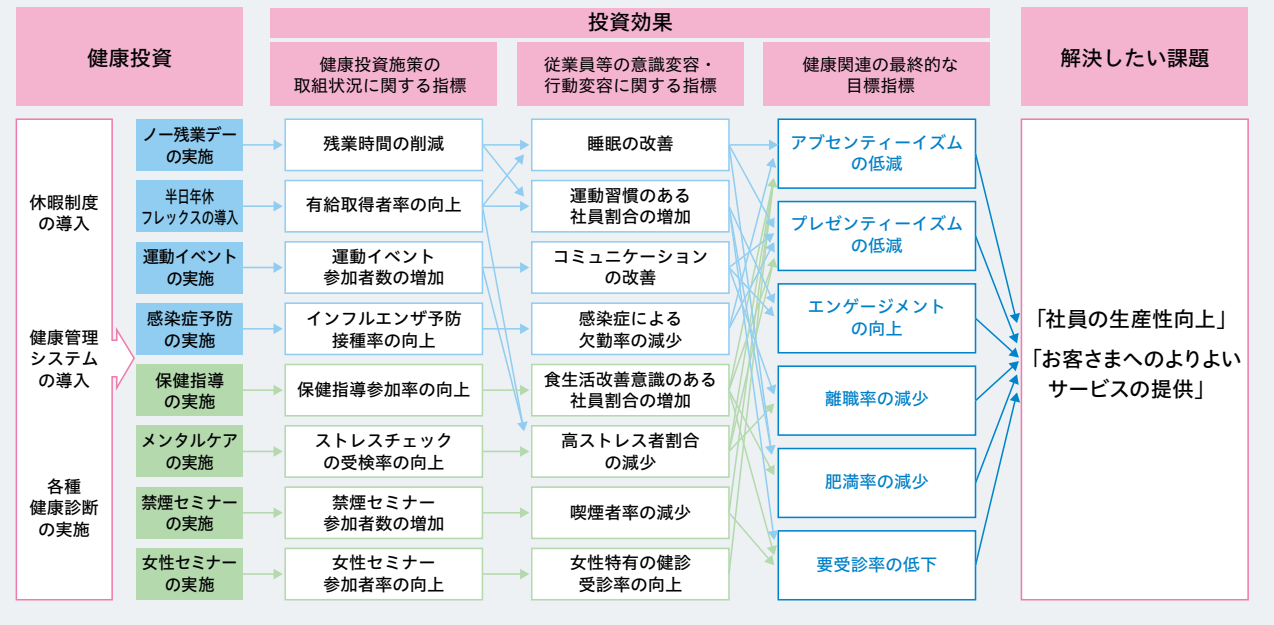 健康投資
投資効果
健康投資施策の
取組状況に関する指標
従業員等の意識変容・
行動変容に関する指標
健康関連の最終的な
目標指標
解決したい課題
休暇制度
の導入
健康管理
システム
の導入
各種
健康診断
の実施
ノー残業デー
の実施
半日年休
フレックスの導入
運動イベント
の実施
感染症予防
の実施
保健指導
の実施
メンタルケア
の実施
禁煙セミナー
の実施
女性セミナー
の実施
残業時間の削減
有給取得者率の向上
運動イベント
参加者数の増加
インフルエンザ予防
接種率の向上
保健指導参加率の向上
ストレスチェック
の受検率の向上
禁煙セミナー
参加者数の増加
女性セミナー
参加者率の向上
睡眠の改善
運動習慣のある
社員割合の増加
コミュニケーション
の改善
感染症による
欠勤率の減少
食生活改善意識のある
社員割合の増加
高ストレス者割合
の減少
喫煙者率の減少
女性特有の健診
受診率の向上
アブセンティーイズム
の低減
プレゼンティーイズム
の低減
エンゲージメント
の向上
離職率の減少
肥満率の減少
要受診率の低下
「社員の生産性向上」
「お客さまへのよりよい
サービスの提供」